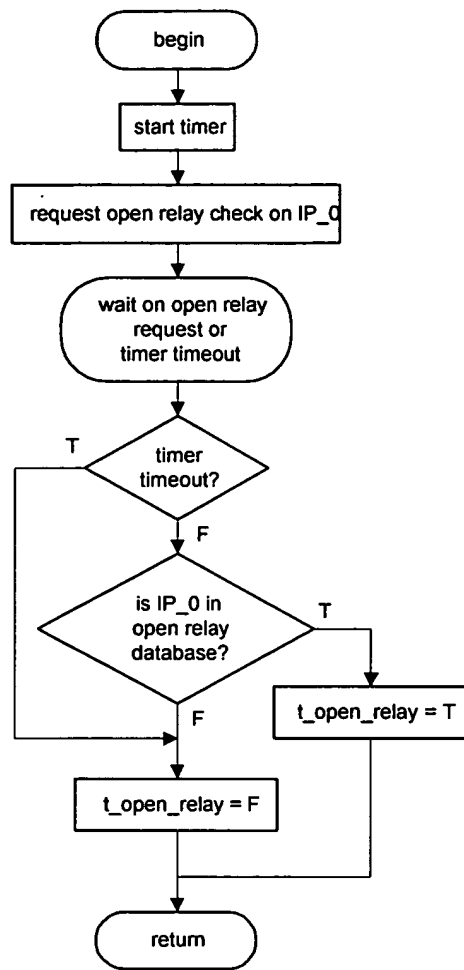 begin
start timer
request open relay check on IP_0
wait on open relay
request or
timer timeout
T
timer
timeout?
F
is IP_0 in
open relay
database?
T
F
t_open_relay = T
t_open_relay = F
return